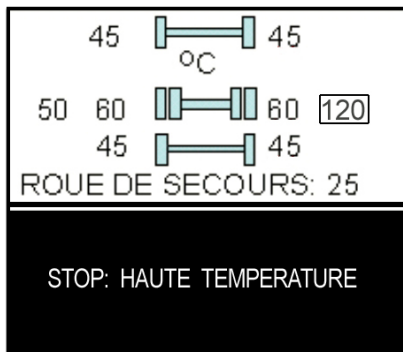 45 45
°C
50 60 60 120
45 45
ROUE DE SECOURS: 25
STOP: HAUTE TEMPERATURE